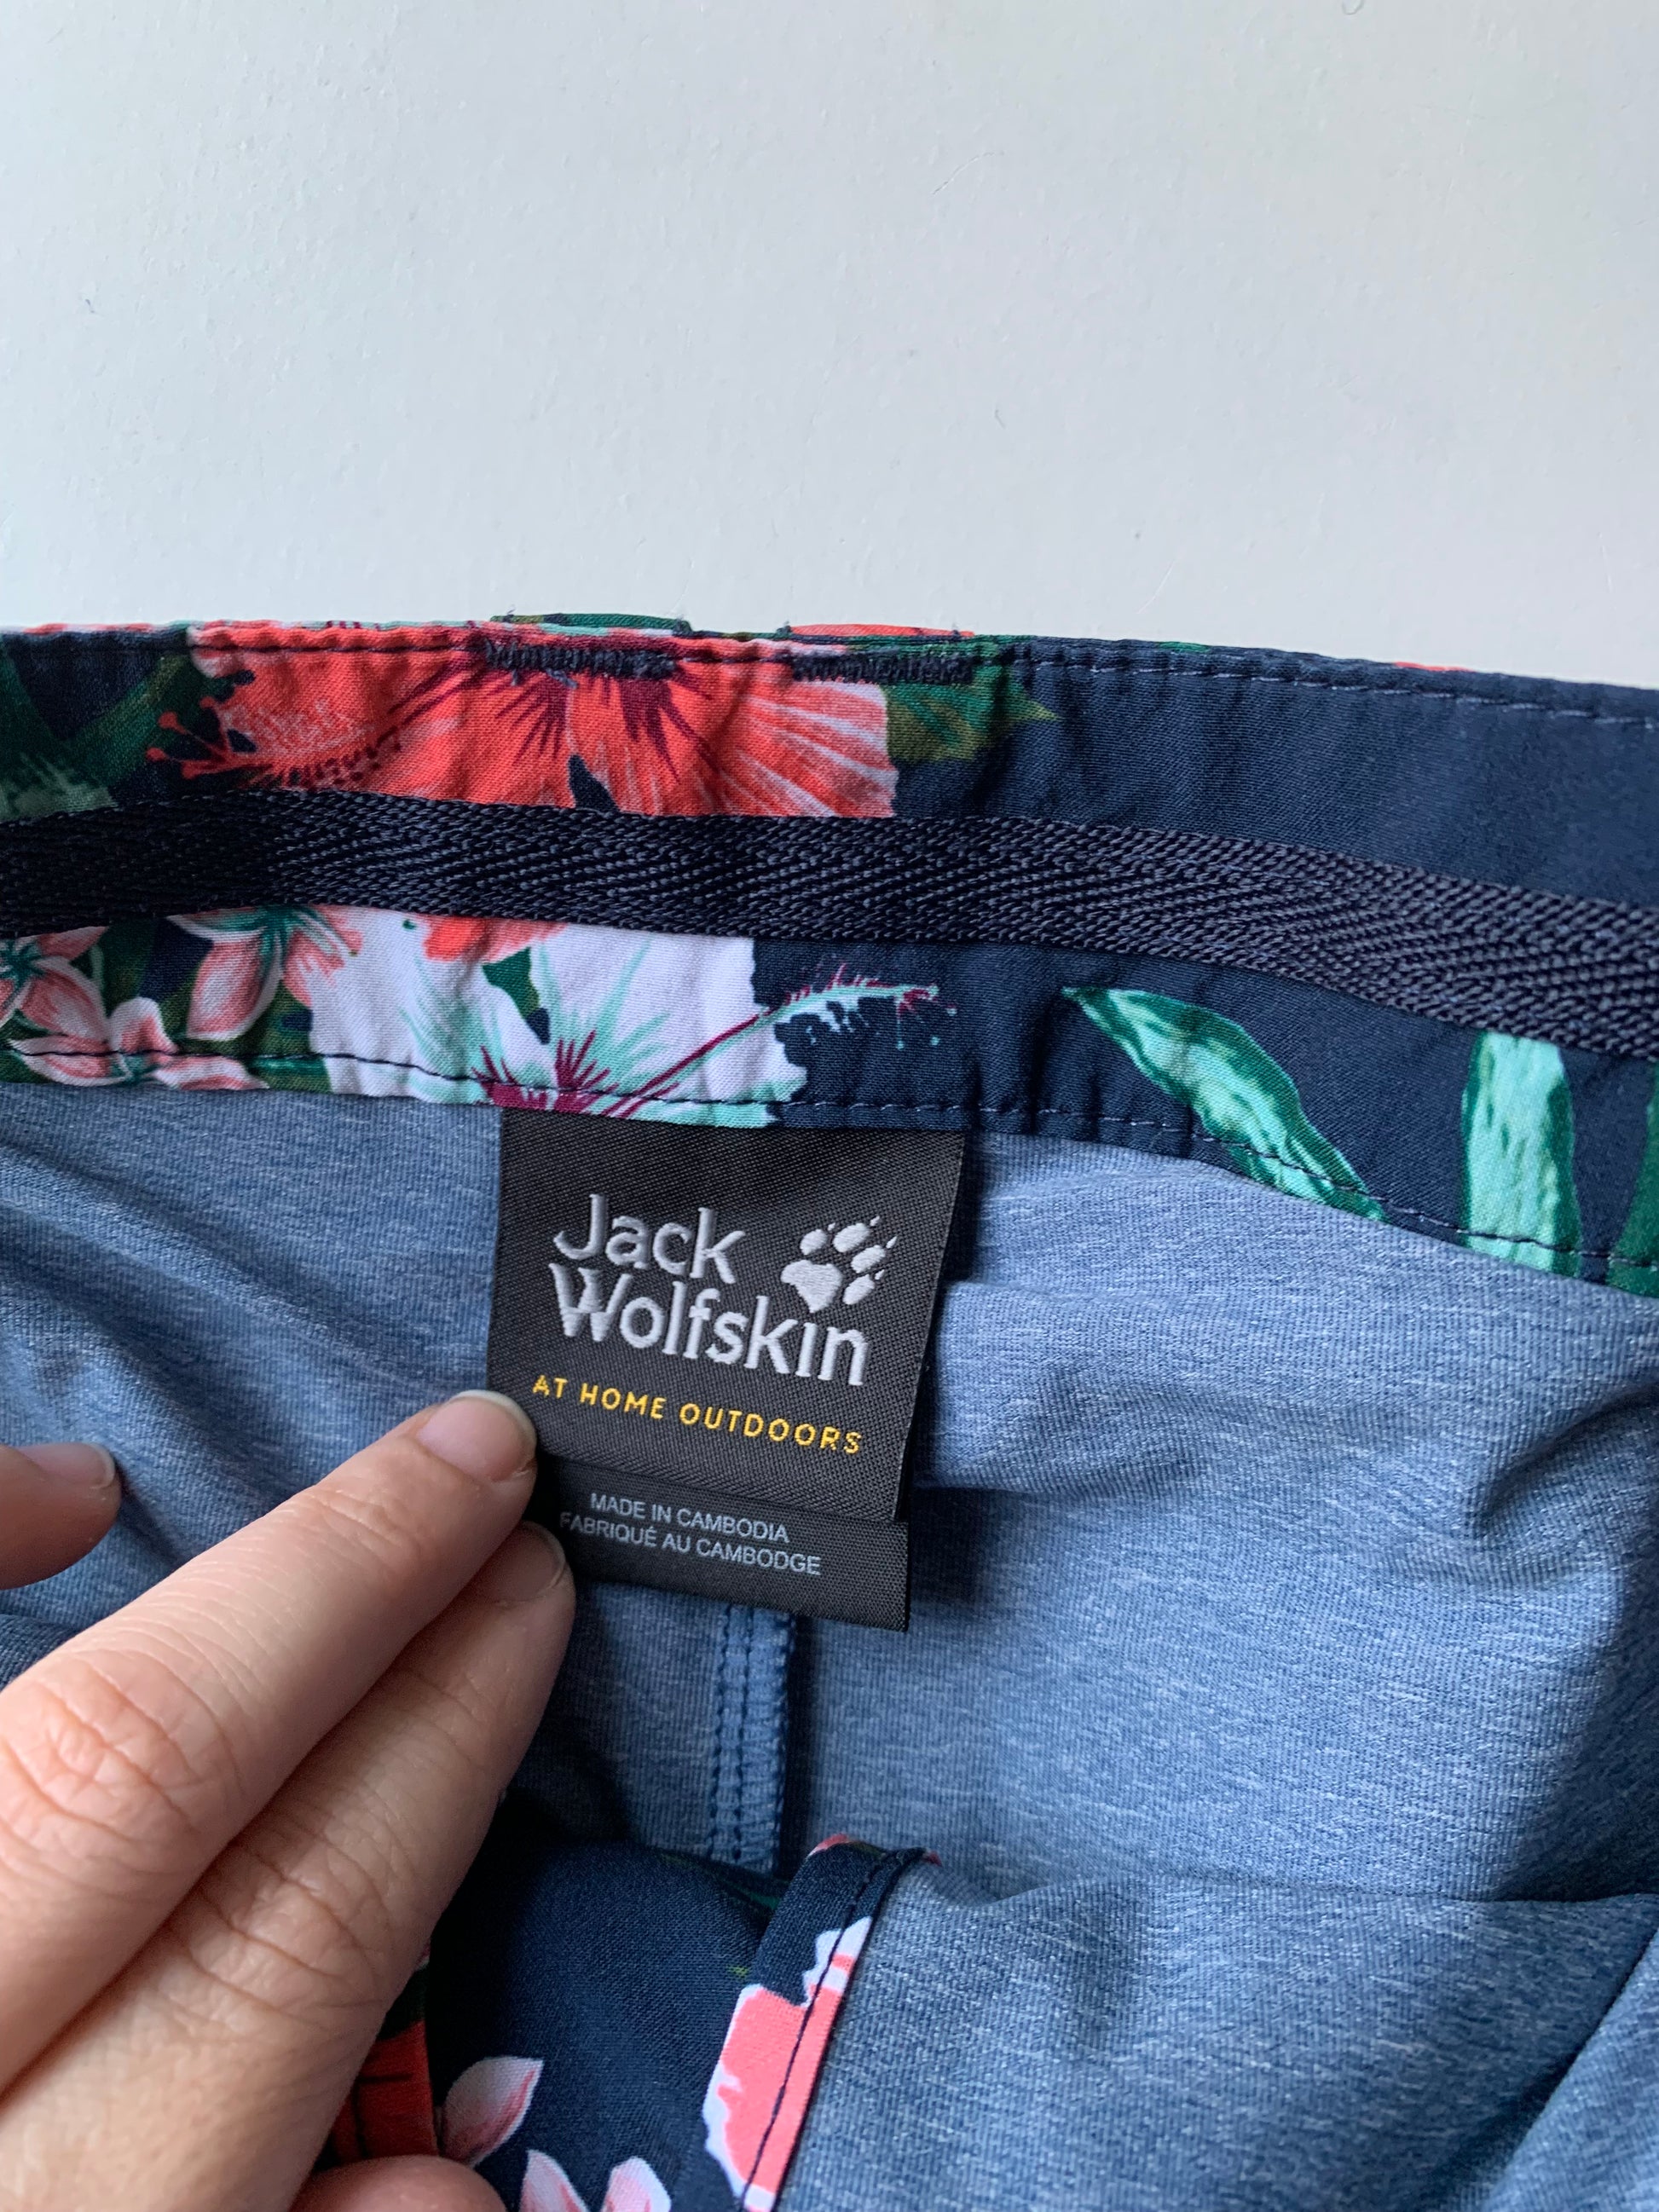 Jack
Wolfskin
AT HOME OUTDOORS
MADE IN CAMBODIA
FABRIQUÉ AU CAMBODGE